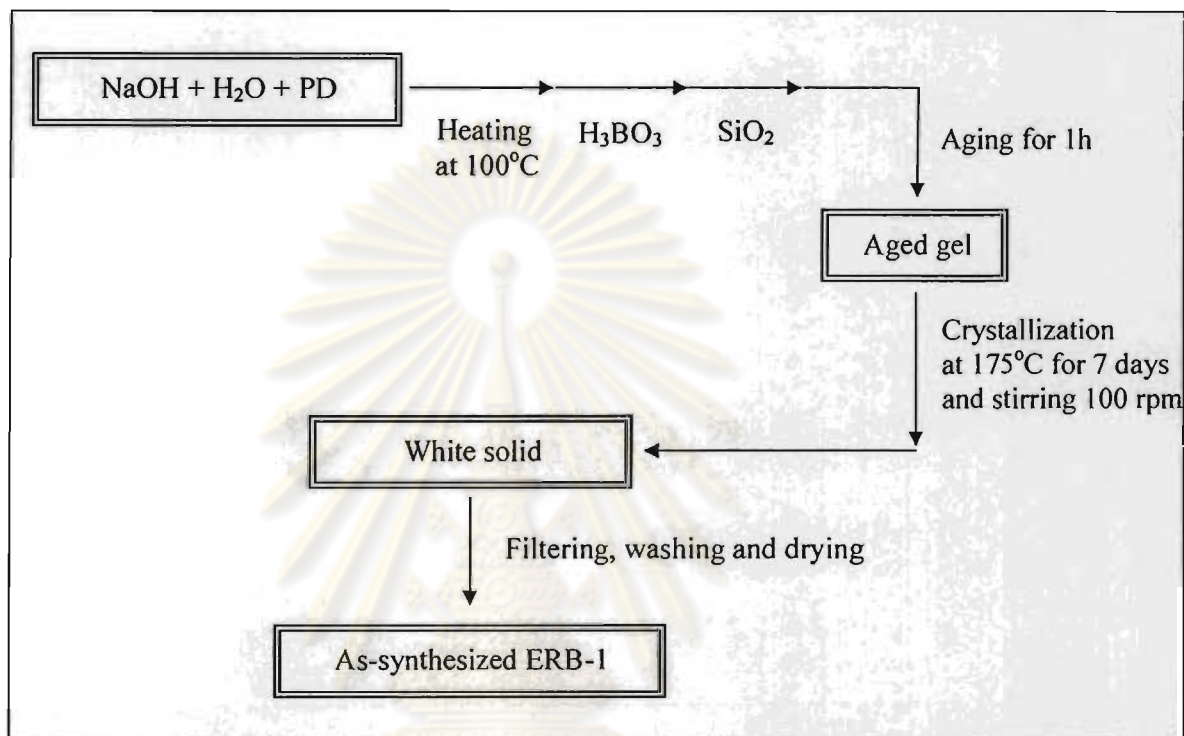 NaOH + H₂O + PD
Heating
at 100°C
H₃BO₃
SiO₂
Aging for 1h
Aged gel
Crystallization
at 175°C for 7 days
and stirring 100 rpm
White solid
Filtering, washing and drying
As-synthesized ERB-1